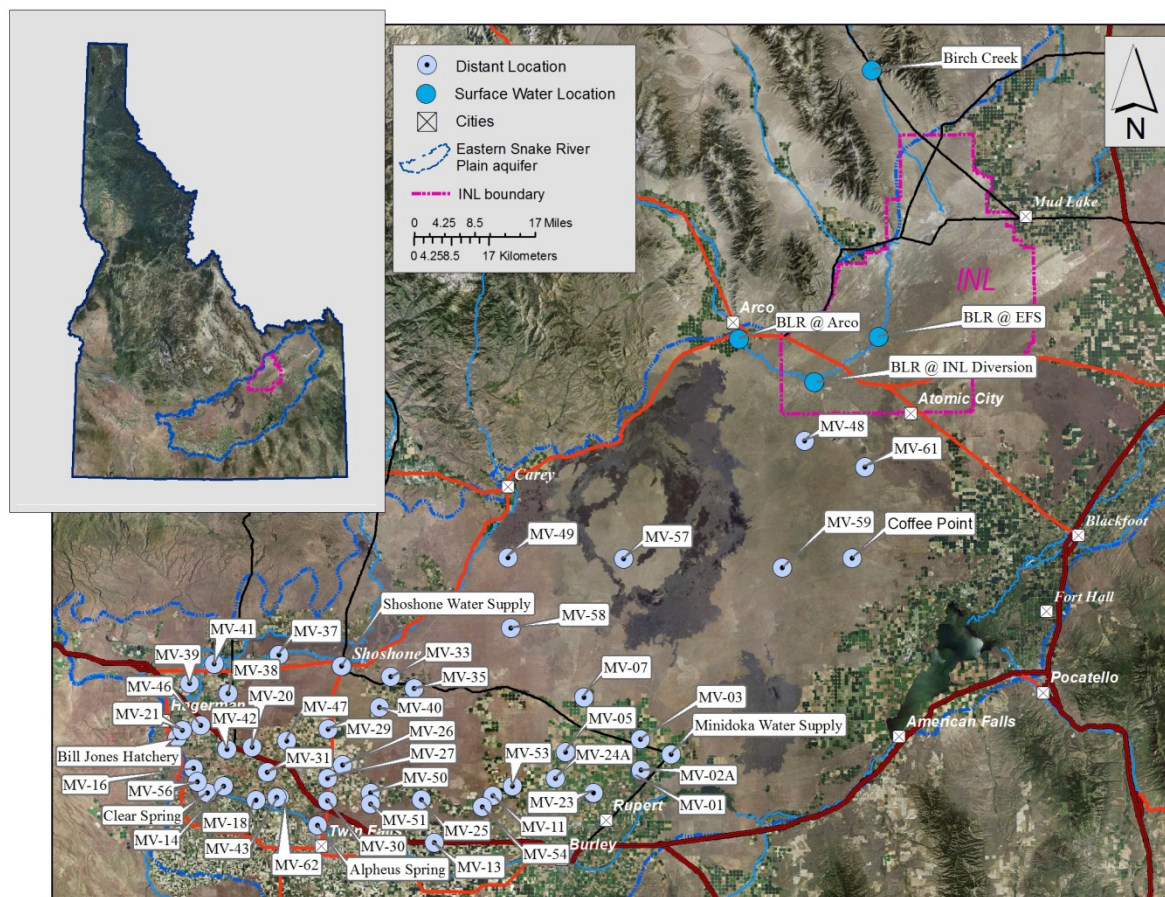 Distant Location
Surface Water Location
Cities
Eastern Snake River
Plain aquifer
INL boundary
0 4.25 8.5 17 Miles
0 4.258.5 17 Kilometers
Birch Creek
N
Mud Lake
INL
Arco
BLR @ Arco
BLR @ EFS
BLR @ INL Diversion
Atomic City
MV-48
MV-61
Carey
Blackfoot
MV-49
MV-57
MV-59
Coffee Point
Shoshone Water Supply
Fort Hall
MV-58
MV-41
MV-37
MV-39
Shoshone
MV-33
MV-38
MV-07
MV-46
MV-20
MV-35
MV-03
Pocatello
Hagerman
MV-47
MV-40
MV-05
Minidoka Water Supply
MV-21
MV-42
MV-29
MV-26
MV-53
MV-24A
American Falls
Bill Jones Hatchery
MV-31
MV-27
MV-02A
MV-16
MV-56
MV-50
MV-23
MV-01
Clear Spring
Rupert
MV-14
MV-18
MV-51
MV-25
MV-11
Twin Falls
MV-43
MV-30
MV-54
Burley
MV-62
Alpheus Spring
MV-13